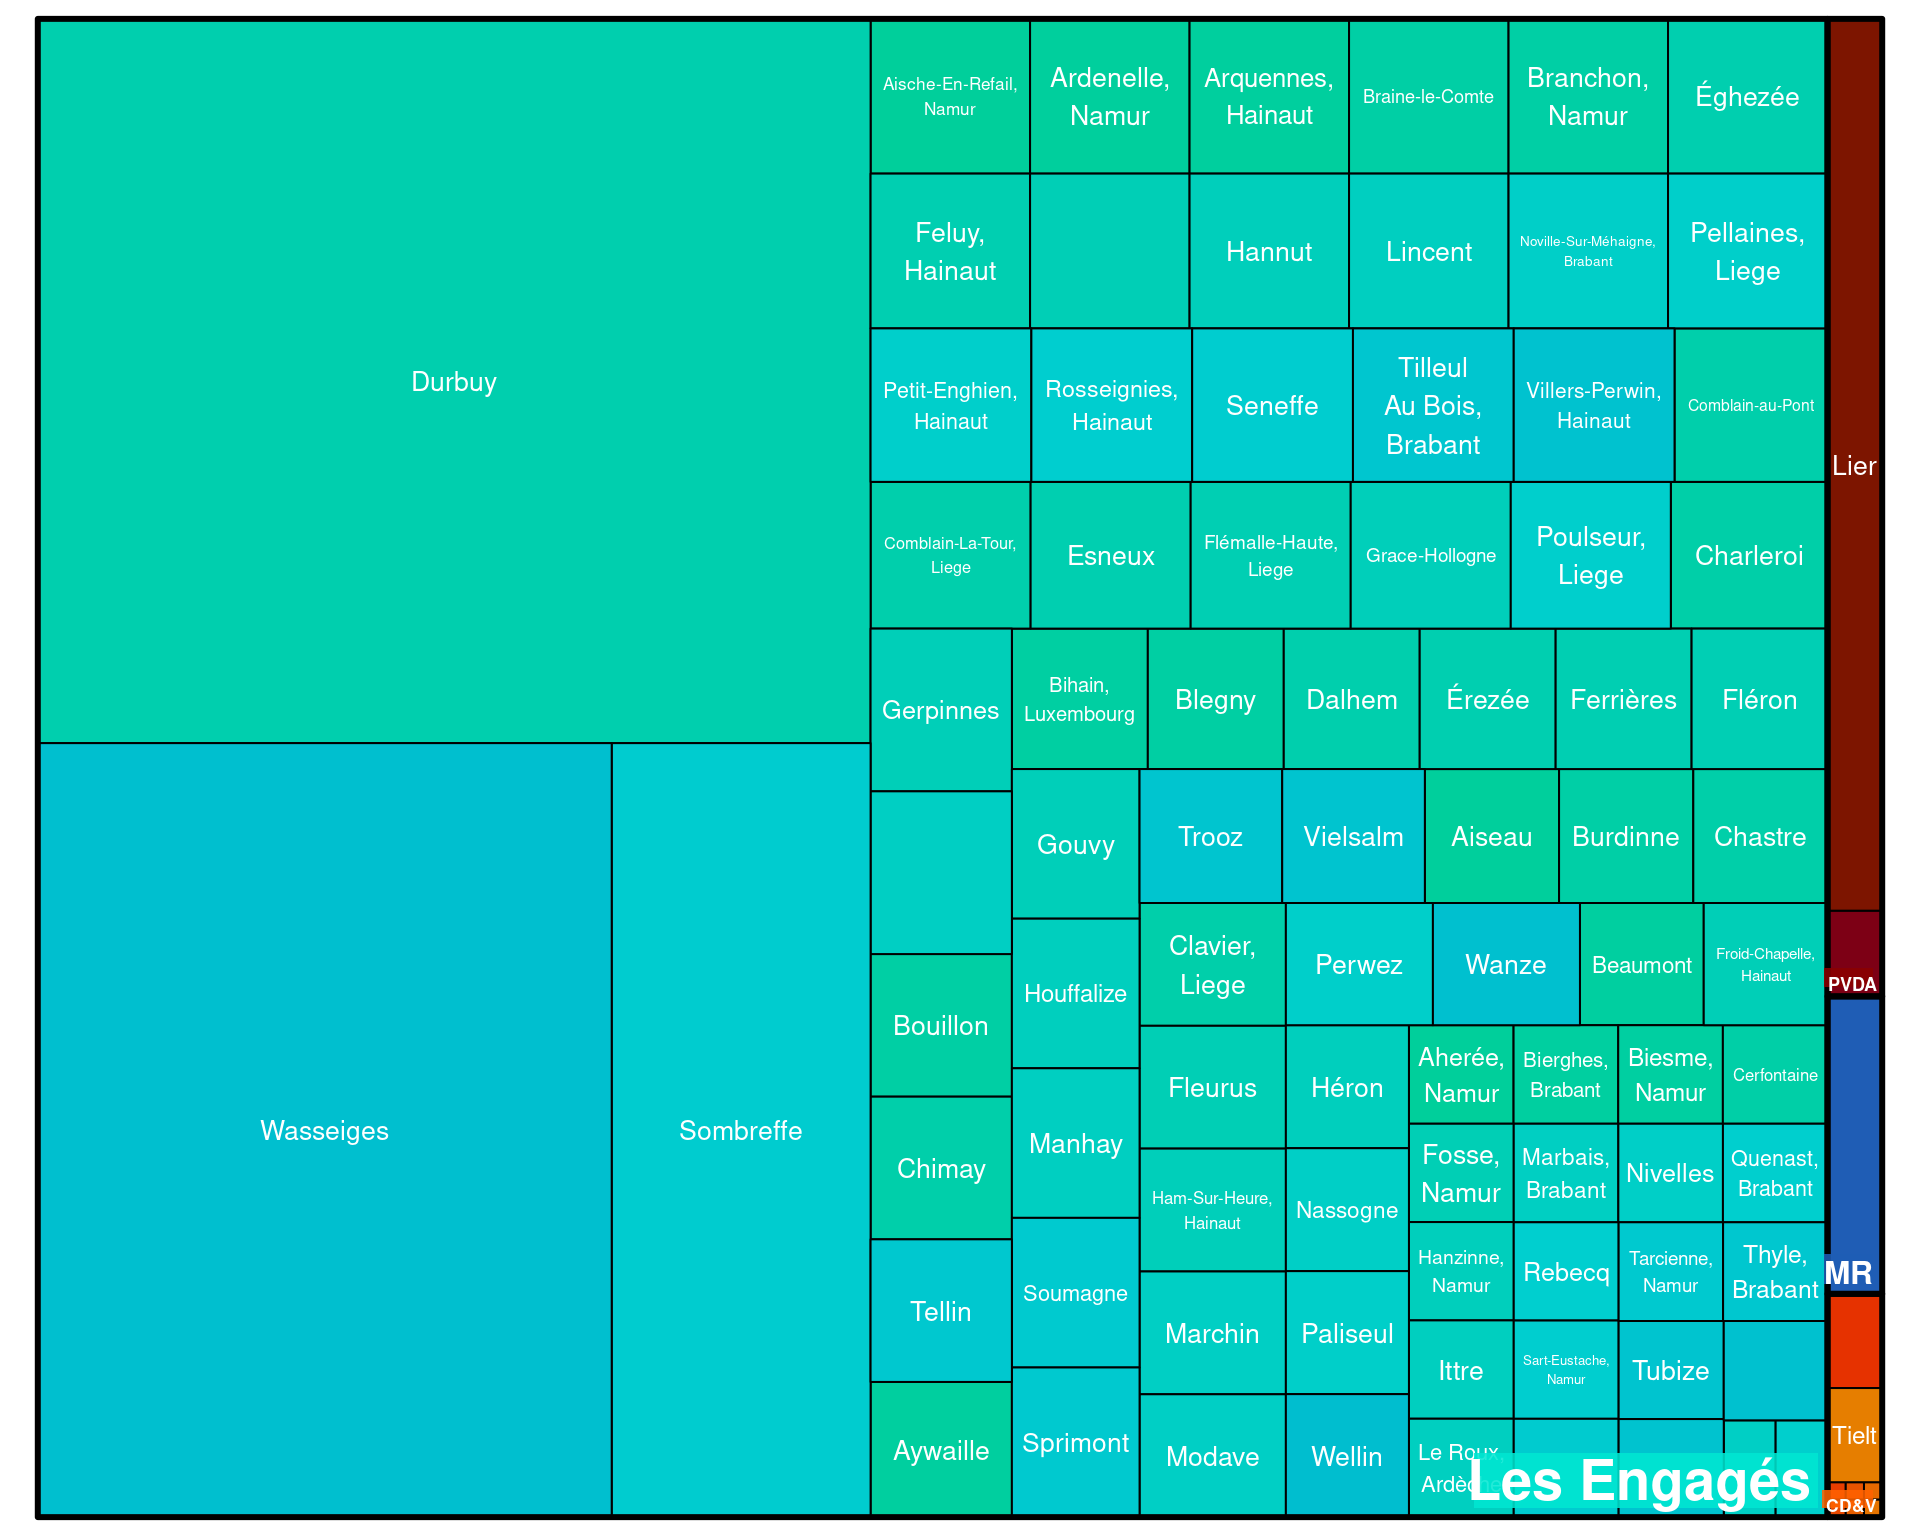 Durbuy
Wasseiges
Sombreffe
Aische-En-Refail,
Namur
Ardenelle,
Namur
Arquennes,
Hainaut
Braine-le-Comte
Branchon,
Namur
Éghezée
Feluy,
Hainaut
Hannut
Lincent
Noville-Sur-Méhaigne,
Brabant
Pellaines,
Liege
Petit-Enghien,
Hainaut
Rosseignies,
Hainaut
Seneffe
Tilleul
Au Bois,
Brabant
Villers-Perwin,
Hainaut
Comblain-au-Pont
Comblain-La-Tour,
Liege
Esneux
Flémalle-Haute,
Liege
Grace-Hollogne
Poulseur,
Liege
Charleroi
Gerpinnes
Bihain,
Luxembourg
Blegny
Dalhem
Érezée
Ferrières
Fléron
Gouvy
Trooz
Vielsalm
Aiseau
Burdinne
Chastre
Bouillon
Houffalize
Clavier,
Liege
Perwez
Wanze
Beaumont
Froid-Chapelle,
Hainaut
Chimay
Manhay
Fleurus
Héron
Aherée,
Namur
Bierghes,
Brabant
Biesme,
Namur
Cerfontaine
Fosse,
Namur
Marbais,
Brabant
Nivelles
Quenast,
Brabant
Ham-Sur-Heure,
Hainaut
Nassogne
Hanzinne,
Namur
Rebecq
Tarcienne,
Namur
Thyle,
Brabant
Tellin
Soumagne
Marchin
Paliseul
Ittre
Sart-Eustache,
Namur
Tubize
Aywaille
Sprimont
Modave
Wellin
Le Roux,
Ardèche
Les Engagés
Lier
PVDA
MR
Tielt
CD&V